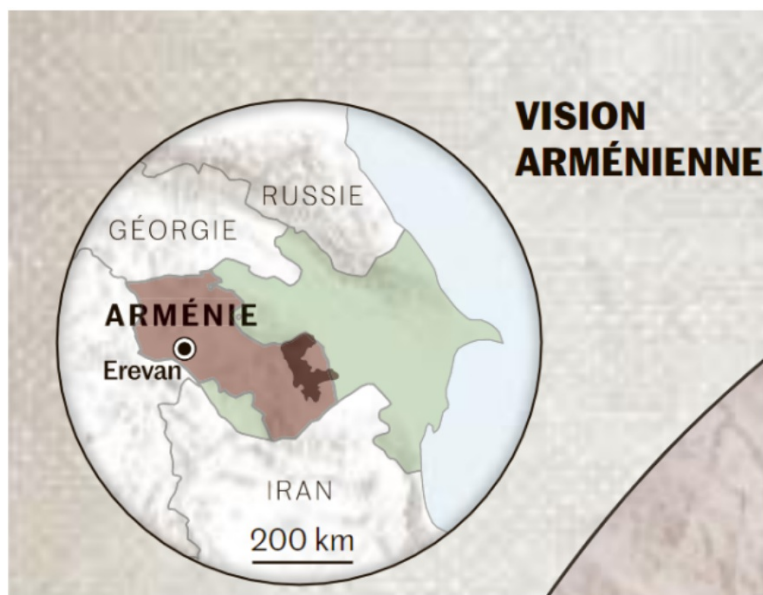 VISION
ARMÉNIENNE
RUSSIE
GÉORGIE
ARMÉNIE
Erevan
IRAN
200 km